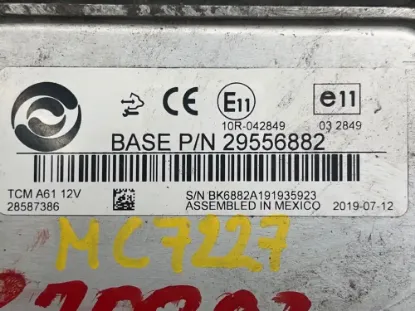 CE E11 e11
10R-042849 03 2849
BASE P/N 29556882
TCM A61 12V S/N BK6882A191935923
28587386 ASSEMBLED IN MEXICO 2019-07-12
MC7227